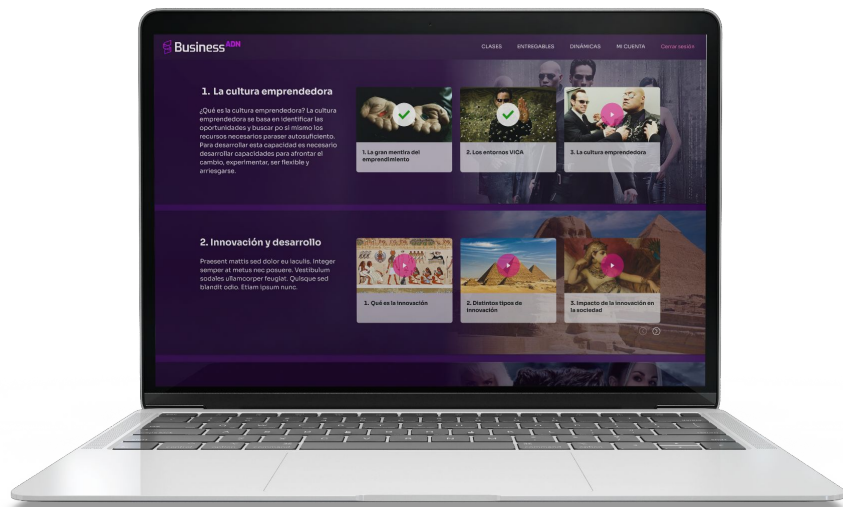 Business ADN
CLASES ENTREGABLES DINÁMICAS MI CUENTA Cerrar sesión
1. La cultura emprendedora
¿Qué es la cultura emprendedora? La cultura
emprendedora se basa en identificar las
oportunidades y buscar po si mismo los
recursos necesarios paraser autosuficiento.
Para desarrollar esta capacidad es necesario
desarrollar capacidades para afrontar el
cambio, experimentar, ser flexible y
arriesgarse.
1. La gran mentira del
emprendimiento
2. Los entornos VICA
3. La cultura emprendedora
2. Innovación y desarrollo
Praesent mattis sed dolor eu iaculis. Integer
semper at metus nec posuere. Vestibulum
sodales ullamcorper feugiat. Quisque sed
blandit odio. Etiam ipsum nunc.
1. Qué es la innovación
2. Distintos tipos de
innovación
3. Impacto de la innovación en
la sociedad